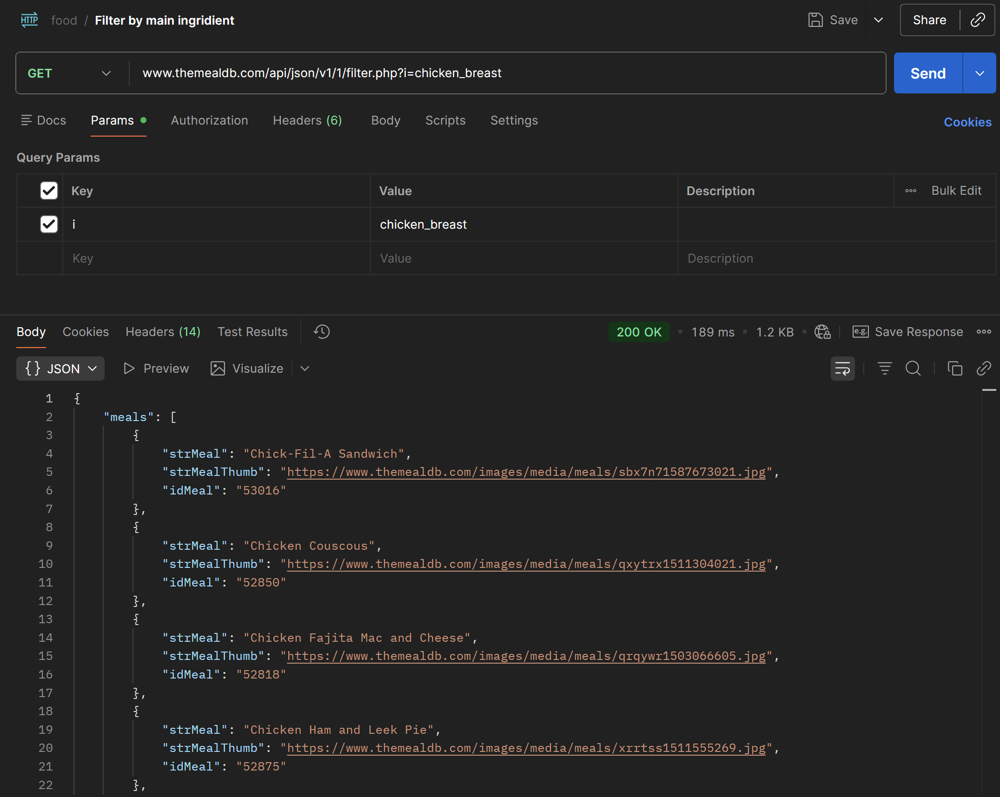 HTTP food / Filter by main ingridient Save Share
GET www.themealdb.com/api/json/v1/1/filter.php?i=chicken_breast Send
Docs Params Authorization Headers (6) Body Scripts Settings Cookies
Query Params
Key Value Description Bulk Edit
i chicken_breast
Key Value Description
Body Cookies Headers (14) Test Results 200 OK 189 ms 1.2 KB e.g. Save Response
{} JSON Preview Visualize
1 {
2 "meals": [
3 {
4 "strMeal": "Chick-Fil-A Sandwich",
5 "strMealThumb": "https://www.themealdb.com/images/media/meals/sbx7n71587673021.jpg",
6 "idMeal": "53016"
7 },
8 {
9 "strMeal": "Chicken Couscous",
10 "strMealThumb": "https://www.themealdb.com/images/media/meals/qxytrx1511304021.jpg",
11 "idMeal": "52850"
12 },
13 {
14 "strMeal": "Chicken Fajita Mac and Cheese",
15 "strMealThumb": "https://www.themealdb.com/images/media/meals/qrqywr1503066605.jpg",
16 "idMeal": "52818"
17 },
18 {
19 "strMeal": "Chicken Ham and Leek Pie",
20 "strMealThumb": "https://www.themealdb.com/images/media/meals/xrrtss1511555269.jpg",
21 "idMeal": "52875"
22 },